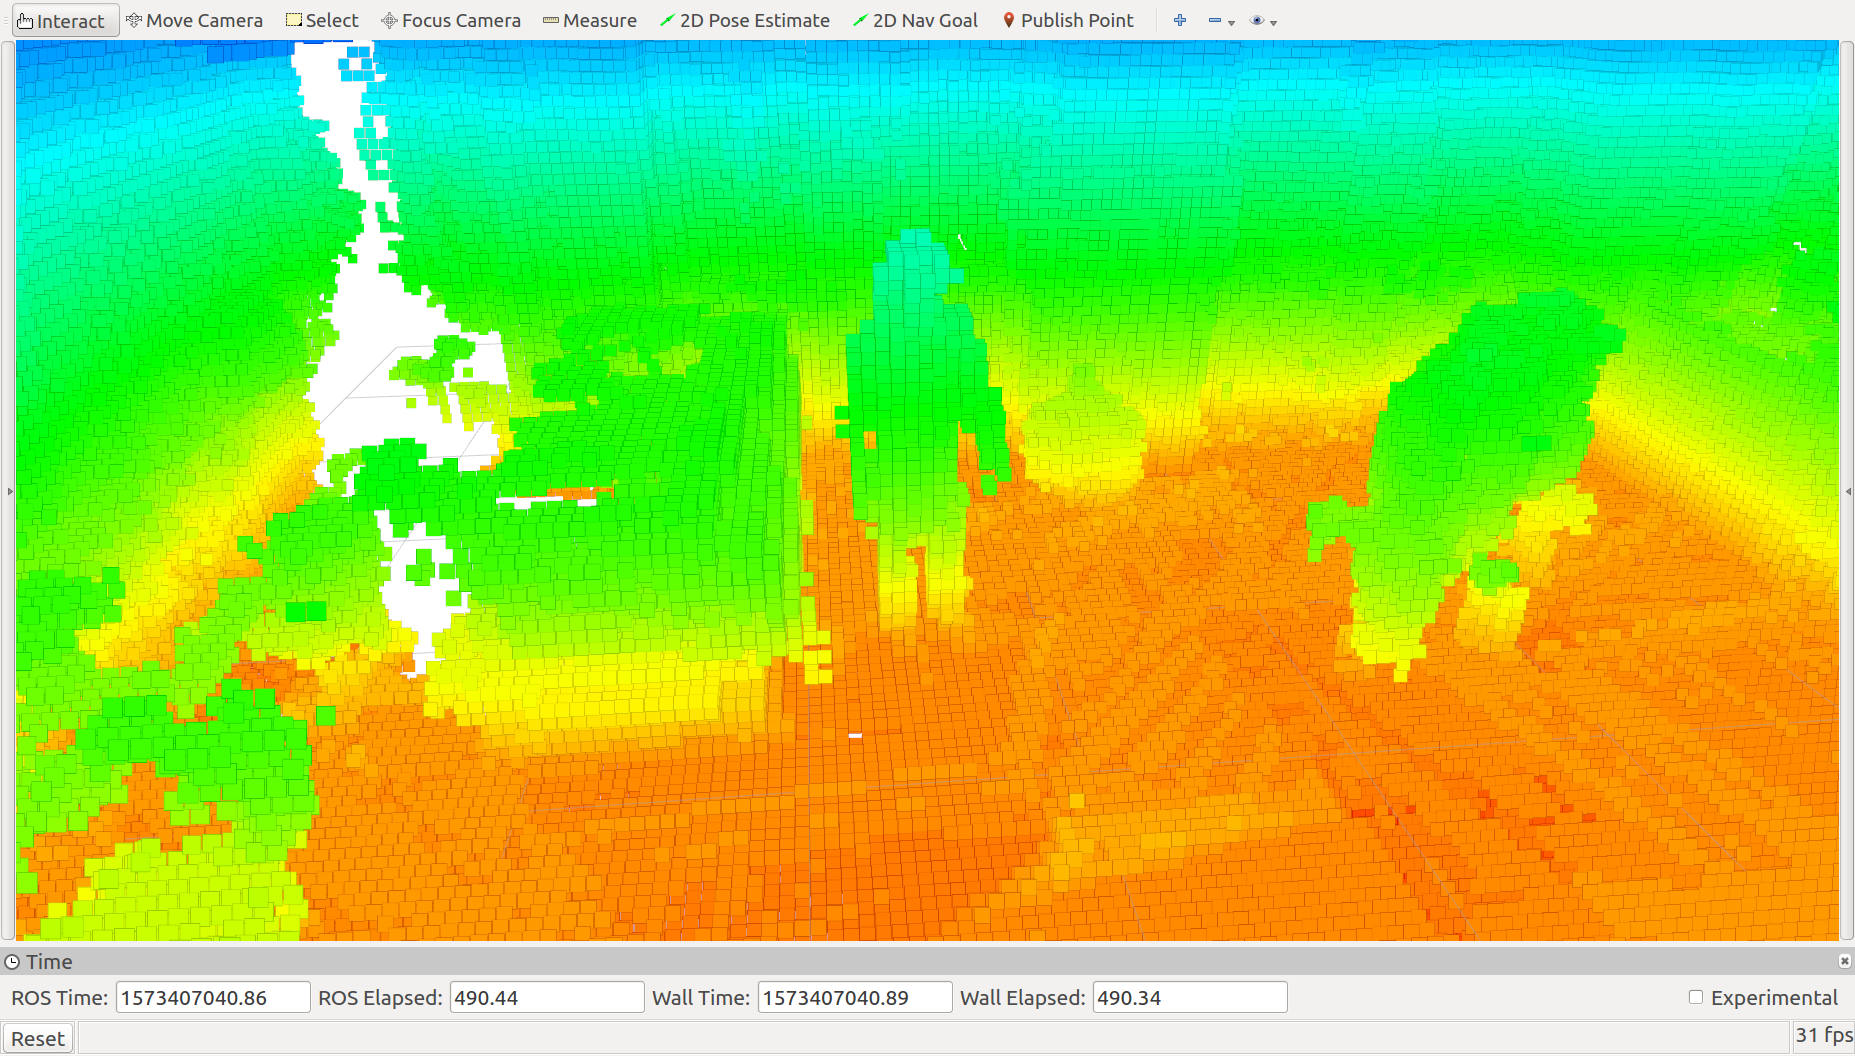 Interact Move Camera Select Focus Camera Measure 2D Pose Estimate 2D Nav Goal Publish Point
Time
ROS Time: 1573407040.86 ROS Elapsed: 490.44 Wall Time: 1573407040.89 Wall Elapsed: 490.34 Experimental
Reset 31 fps